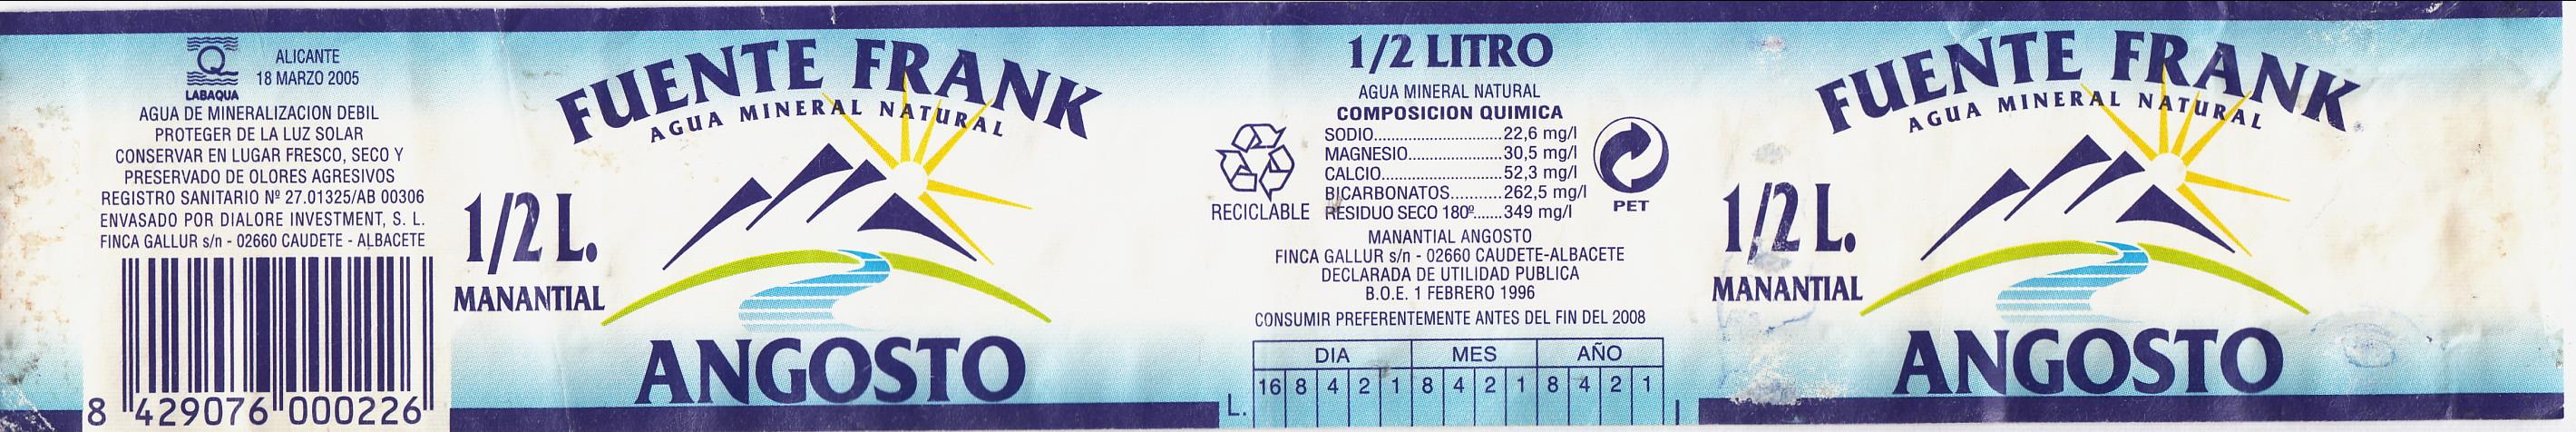 LABAQUA
ALICANTE
18 MARZO 2005
AGUA DE MINERALIZACION DEBIL
PROTEGER DE LA LUZ SOLAR
CONSERVAR EN LUGAR FRESCO, SECO Y
PRESERVADO DE OLORES AGRESIVOS
REGISTRO SANITARIO Nº 27.01325/AB 00306
ENVASADO POR DIALORE INVESTMENT, S. L.
FINCA GALLUR s/n - 02660 CAUDETE - ALBACETE
8 429076 000226
FUENTE FRANK
AGUA MINERAL NATURAL
1/2 L.
MANANTIAL
ANGOSTO
1/2 LITRO
AGUA MINERAL NATURAL
COMPOSICION QUIMICA
SODIO..............................22,6 mg/l
MAGNESIO......................30,5 mg/l
CALCIO............................52,3 mg/l
BICARBONATOS............262,5 mg/l
RESIDUO SECO 180º.......349 mg/l
RECICLABLE
PET
MANANTIAL ANGOSTO
FINCA GALLUR s/n - 02660 CAUDETE-ALBACETE
DECLARADA DE UTILIDAD PUBLICA
B.O.E. 1 FEBRERO 1996
CONSUMIR PREFERENTEMENTE ANTES DEL FIN DEL 2008
DIA MES AÑO
16 8 4 2 1 8 4 2 1 8 4 2 1
L.
FUENTE FRANK
AGUA MINERAL NATURAL
1/2 L.
MANANTIAL
ANGOSTO